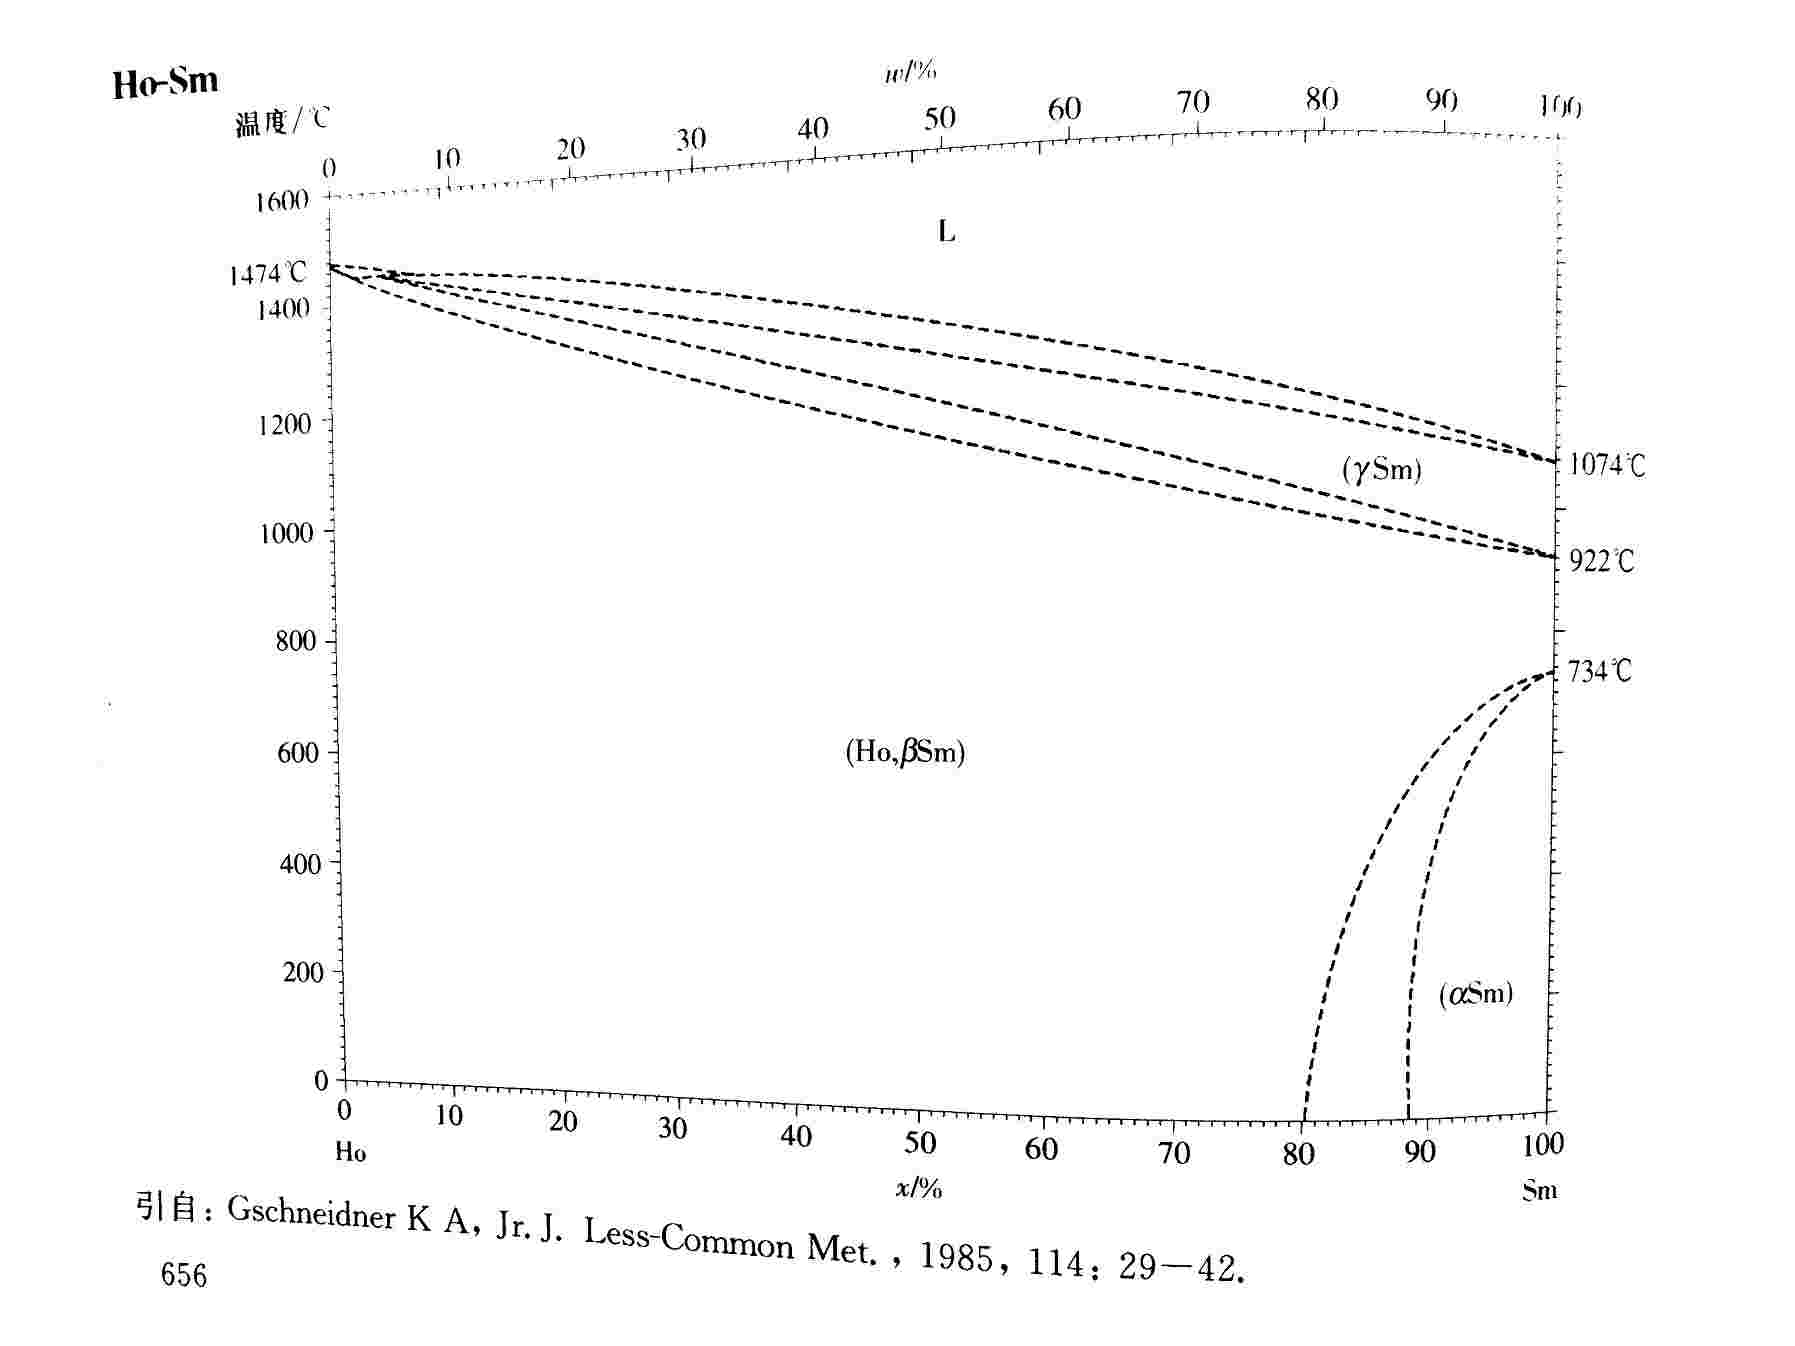 Ho-Sm
w/%
温度/℃
0 10 20 30 40 50 60 70 80 90 100
1600
L
1474℃
1400
1200
(γSm)
1074℃
1000
922℃
800
734℃
(Ho,βSm)
600
400
200
(αSm)
0
0 10 20 30 40 50 60 70 80 90 100
Ho
x/%
Sm
引自: Gschneidner K A, Jr. J. Less-Common Met., 1985, 114: 29—42.
656